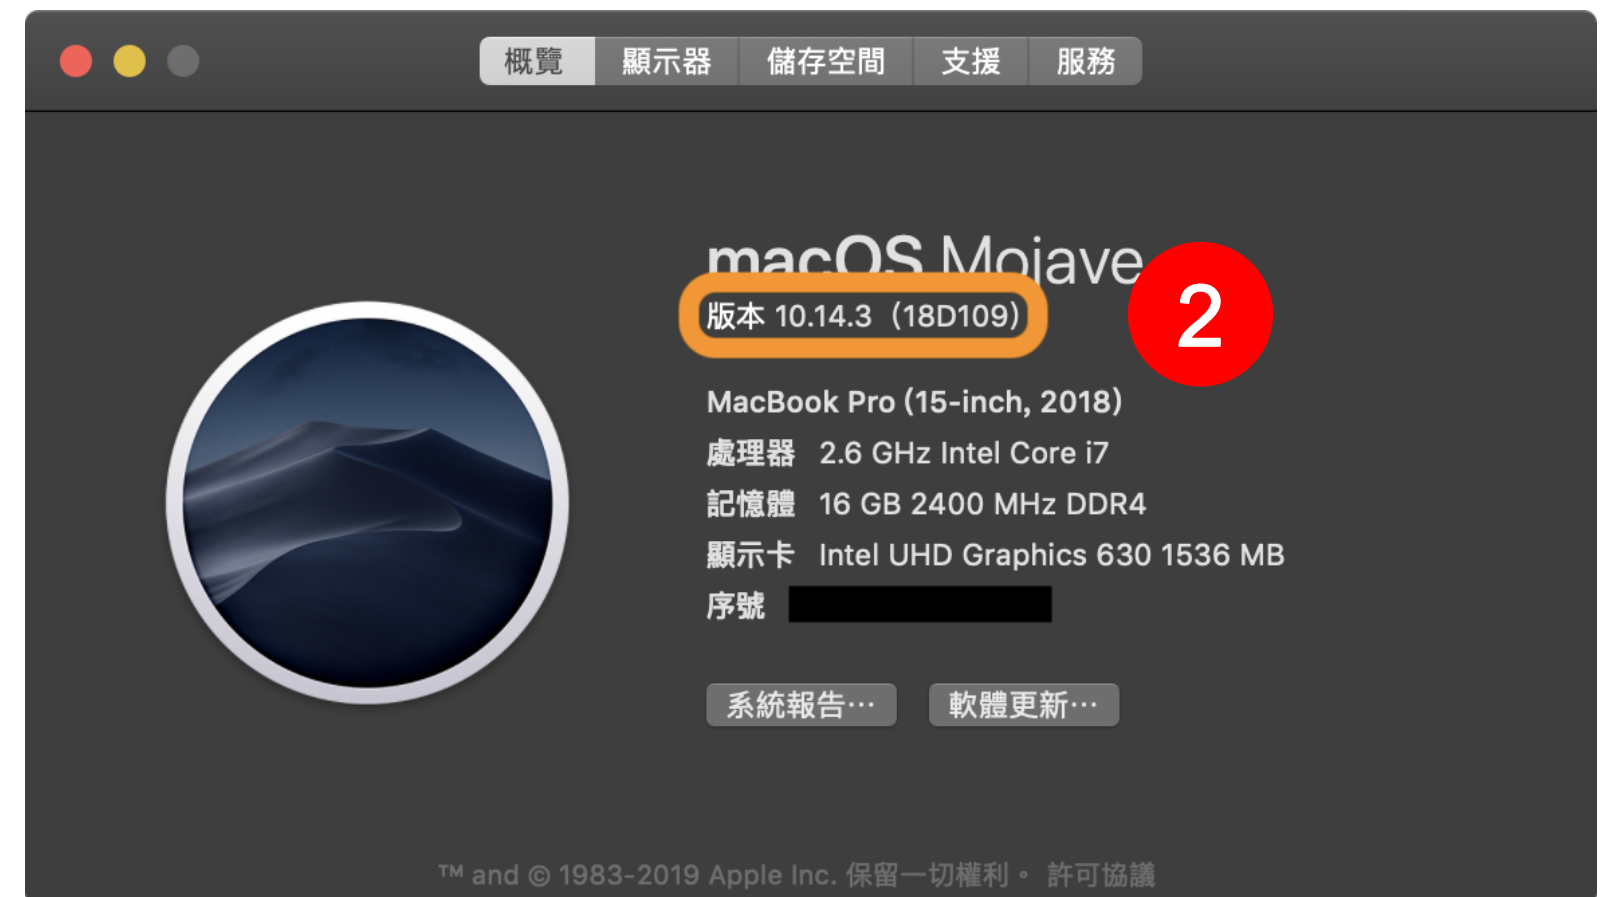 概覽 顯示器 儲存空間 支援 服務
macOS Mojave
版本 10.14.3（18D109）
2
MacBook Pro (15-inch, 2018)
處理器 2.6 GHz Intel Core i7
記憶體 16 GB 2400 MHz DDR4
顯示卡 Intel UHD Graphics 630 1536 MB
序號
系統報告⋯ 軟體更新⋯
™ and © 1983-2019 Apple Inc. 保留一切權利。 許可協議